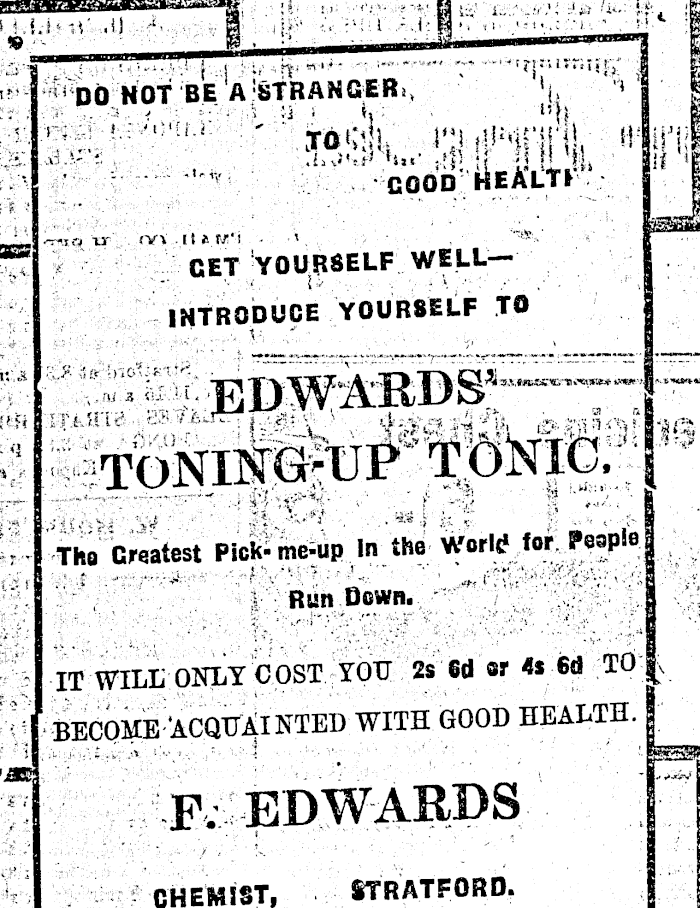 DO NOT BE A STRANGER,
TO
GOOD HEALTH
GET YOURSELF WELL—
INTRODUCE YOURSELF TO
EDWARDS'
TONING-UP TONIC.
The Greatest Pick-me-up in the World for People
Run Down.
IT WILL ONLY COST YOU 2s 6d or 4s 6d TO
BECOME ACQUAINTED WITH GOOD HEALTH.
F. EDWARDS
CHEMIST, STRATFORD.